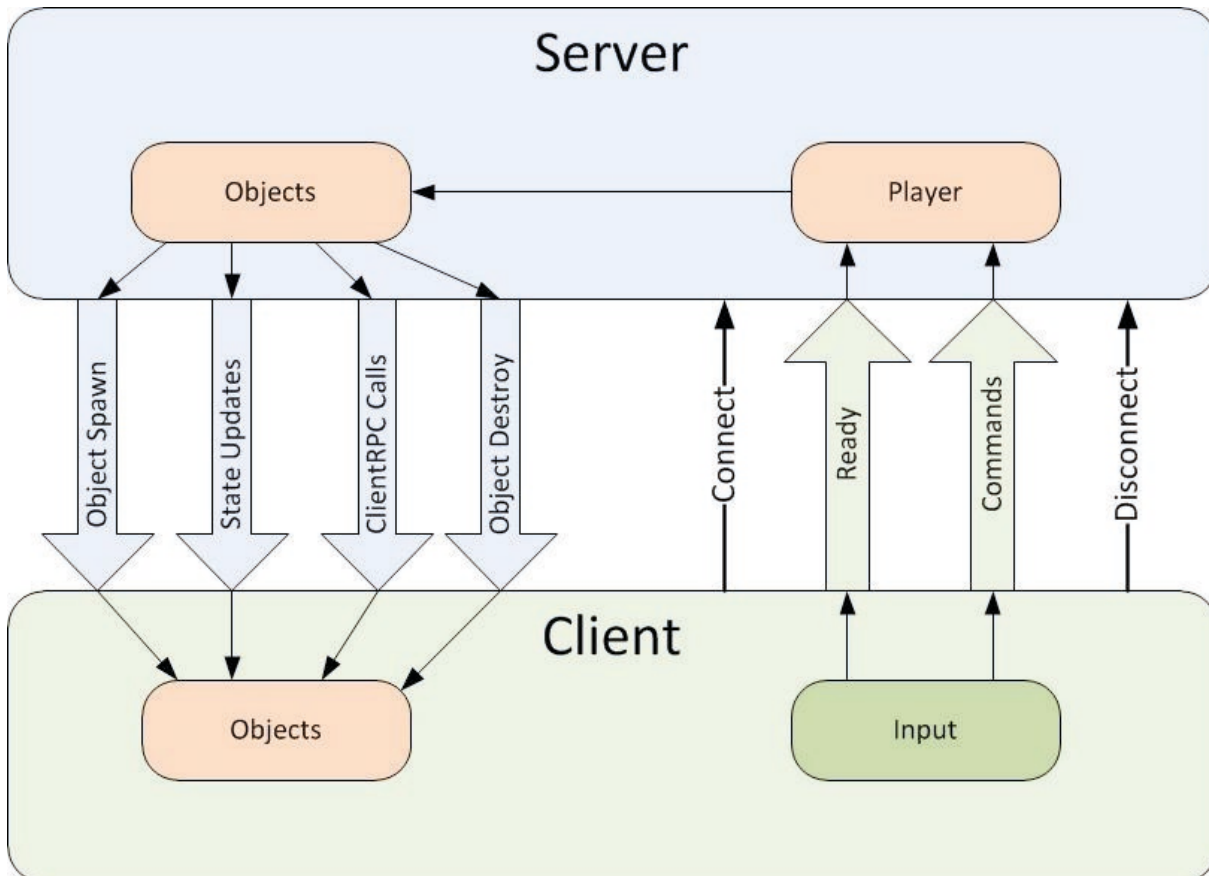 Server
Objects
Player
Object Spawn
State Updates
ClientRPC Calls
Object Destroy
Connect
Ready
Commands
Disconnect
Client
Objects
Input